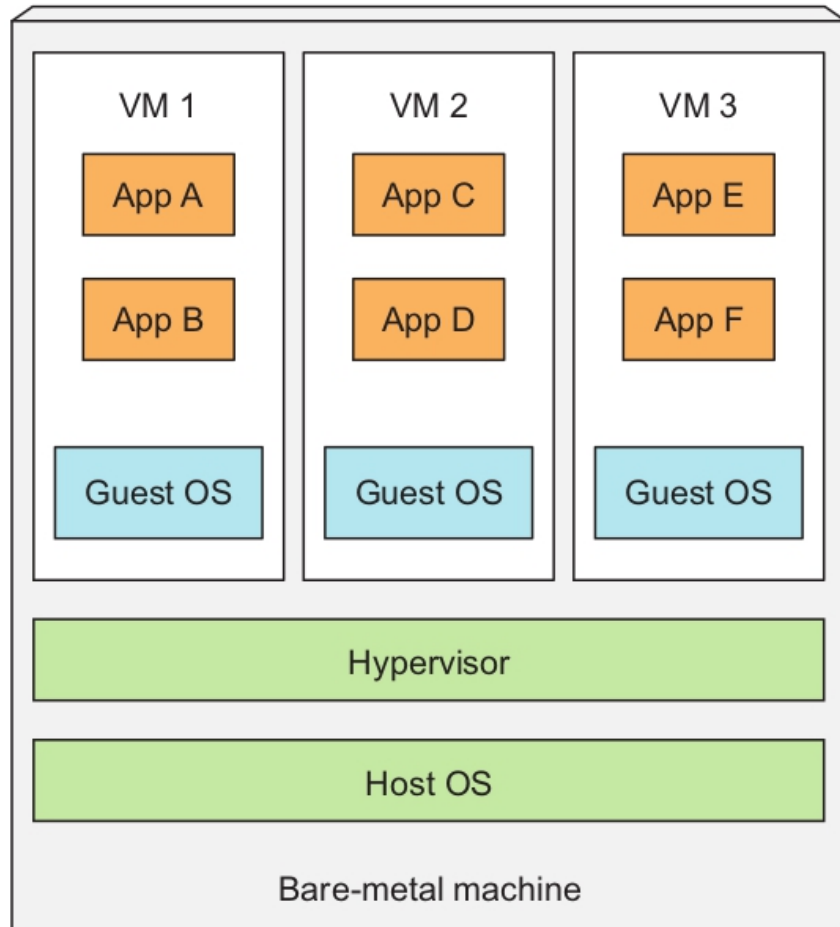 VM 1
VM 2
VM 3
App A
App C
App E
App B
App D
App F
Guest OS
Guest OS
Guest OS
Hypervisor
Host OS
Bare-metal machine